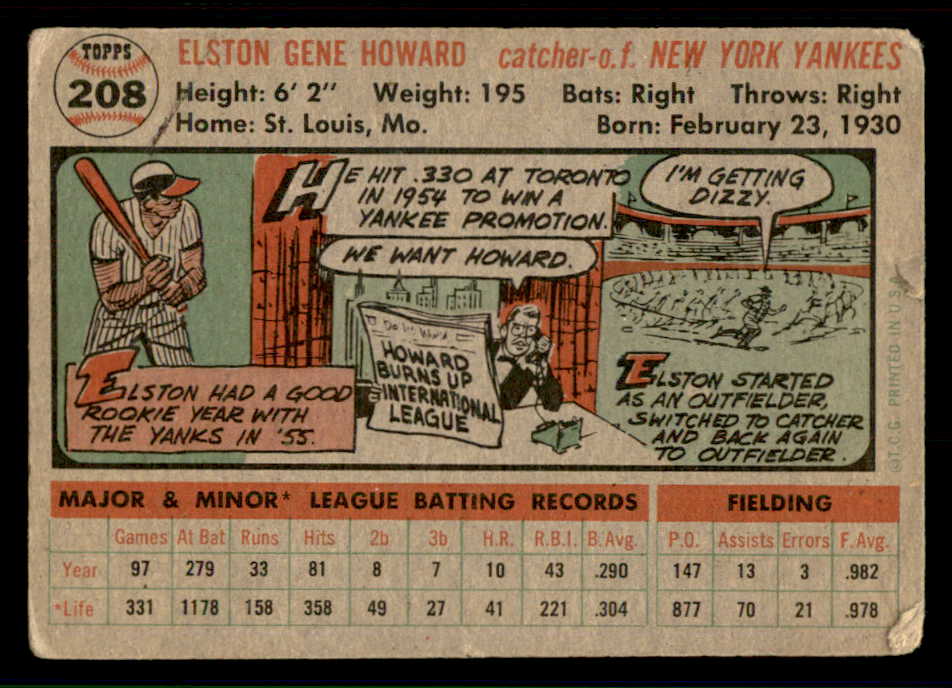 TOPPS
208
ELSTON GENE HOWARD catcher-o.f. NEW YORK YANKEES
Height: 6' 2" Weight: 195 Bats: Right Throws: Right
Home: St. Louis, Mo. Born: February 23, 1930
HE HIT .330 AT TORONTO
IN 1954 TO WIN A
YANKEE PROMOTION.
WE WANT HOWARD.
HOWARD
BURNS UP
INTERNATIONAL
LEAGUE
ELSTON HAD A GOOD
ROOKIE YEAR WITH
THE YANKS IN '55.
I'M GETTING
DIZZY.
ELSTON STARTED
AS AN OUTFIELDER,
SWITCHED TO CATCHER
AND BACK AGAIN
TO OUTFIELDER.
©T.C.G. PRINTED IN U.S.A.
MAJOR & MINOR* LEAGUE BATTING RECORDS FIELDING
Games At Bat Runs Hits 2b 3b H.R. R.B.I. B.Avg. P.O. Assists Errors F.Avg.
Year 97 279 33 81 8 7 10 43 .290 147 13 3 .982
*Life 331 1178 158 358 49 27 41 221 .304 877 70 21 .978